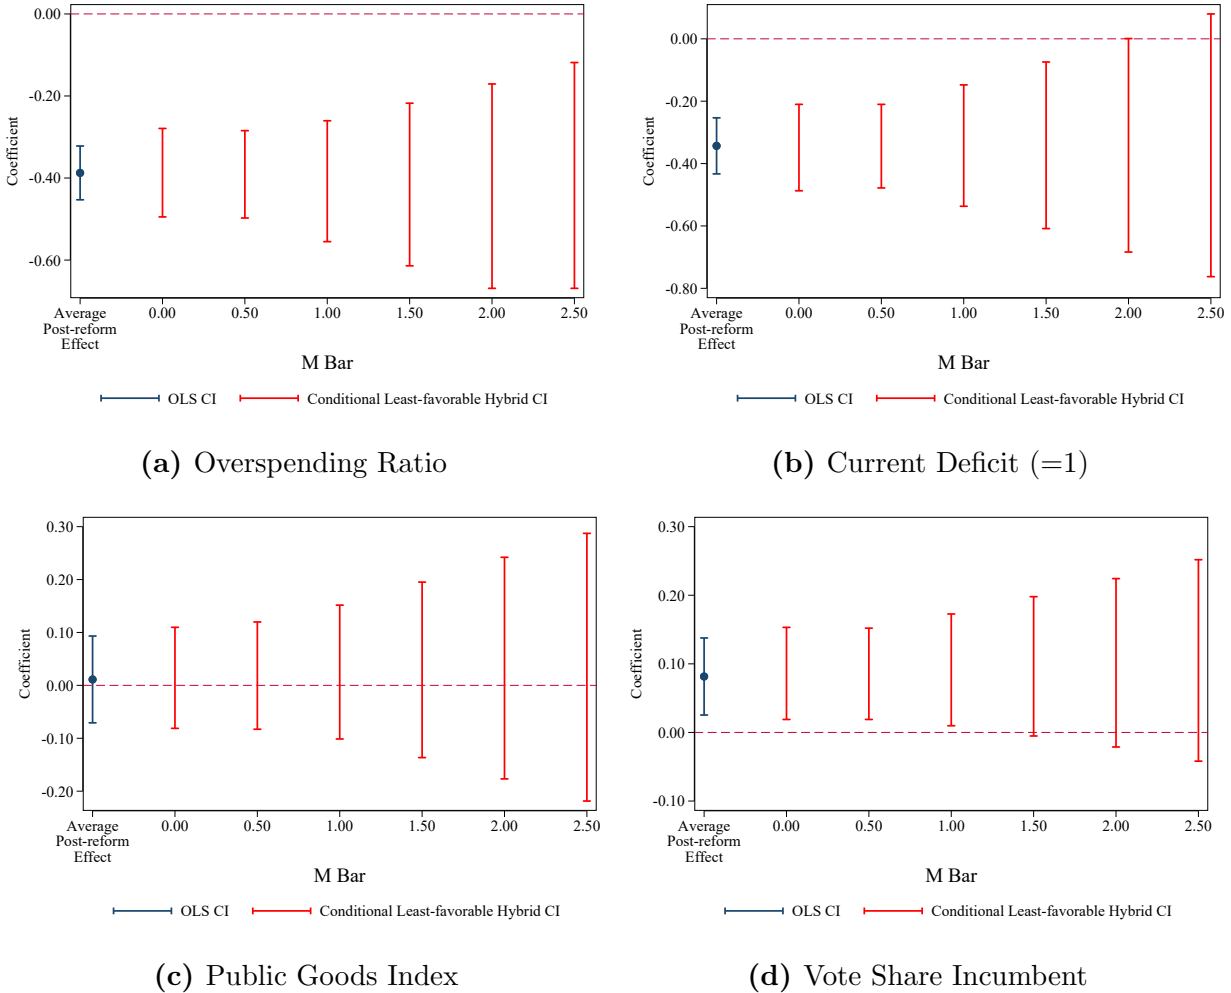 0.00
-0.20
-0.40
-0.60
Coefficient
Average
Post-reform
Effect
0.00 0.50 1.00 1.50 2.00 2.50
M Bar
OLS CI Conditional Least-favorable Hybrid CI
(a) Overspending Ratio
0.00
-0.20
-0.40
-0.60
-0.80
Coefficient
Average
Post-reform
Effect
0.00 0.50 1.00 1.50 2.00 2.50
M Bar
OLS CI Conditional Least-favorable Hybrid CI
(b) Current Deficit (=1)
0.30
0.20
0.10
0.00
-0.10
-0.20
Coefficient
Average
Post-reform
Effect
0.00 0.50 1.00 1.50 2.00 2.50
M Bar
OLS CI Conditional Least-favorable Hybrid CI
(c) Public Goods Index
0.30
0.20
0.10
0.00
-0.10
Coefficient
Average
Post-reform
Effect
0.00 0.50 1.00 1.50 2.00 2.50
M Bar
OLS CI Conditional Least-favorable Hybrid CI
(d) Vote Share Incumbent